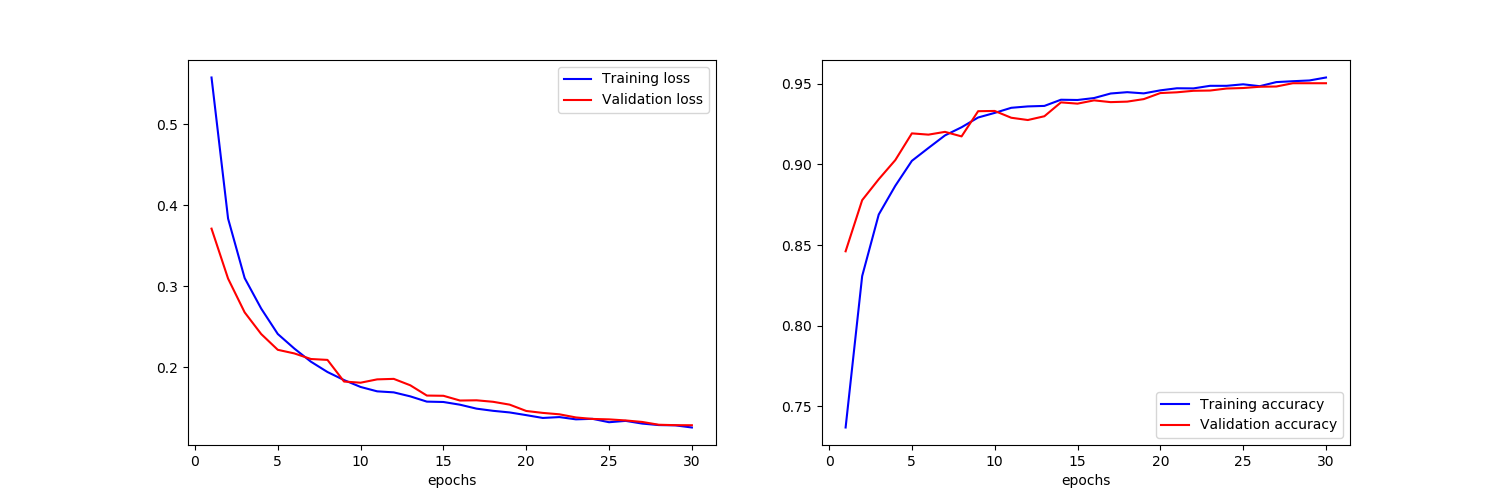 Training loss
Validation loss
0.5
0.4
0.3
0.2
0 5 10 15 20 25 30
epochs
0.95
0.90
0.85
0.80
0.75
Training accuracy
Validation accuracy
0 5 10 15 20 25 30
epochs